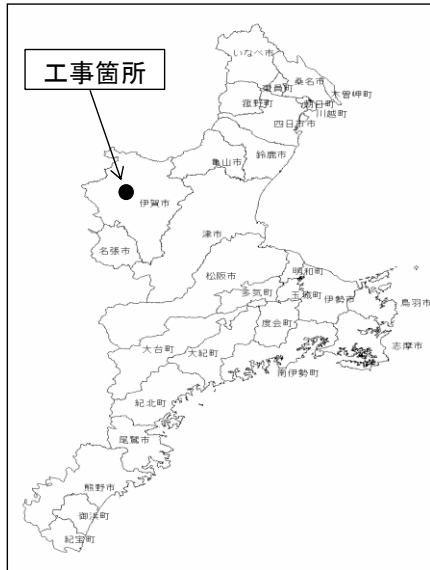 工事箇所
いなべ市
東員町
桑名市
木曽岬町
菰野町
朝日町
川越町
四日市市
亀山市
鈴鹿市
伊賀市
津市
名張市
松阪市
明和町
多気町
玉城町
伊勢市
鳥羽市
度会町
大台町
大紀町
志摩市
南伊勢町
紀北町
尾鷲市
熊野市
御浜町
紀宝町